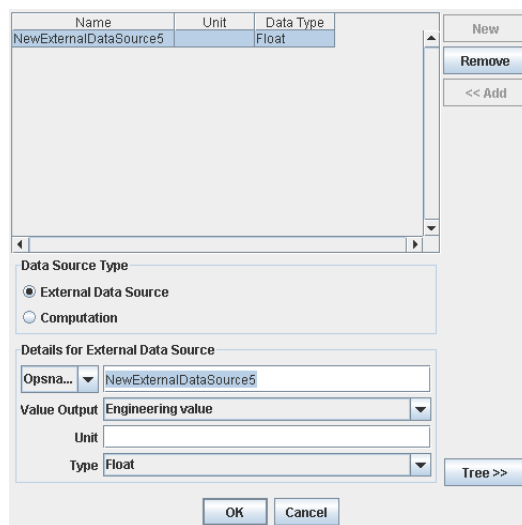 Name Unit Data Type New
NewExternalDataSource5 Float
Remove
<< Add
Data Source Type
External Data Source
Computation
Details for External Data Source
Opsna... NewExternalDataSource5
Value Output Engineering value
Unit
Type Float
Tree >>
OK Cancel